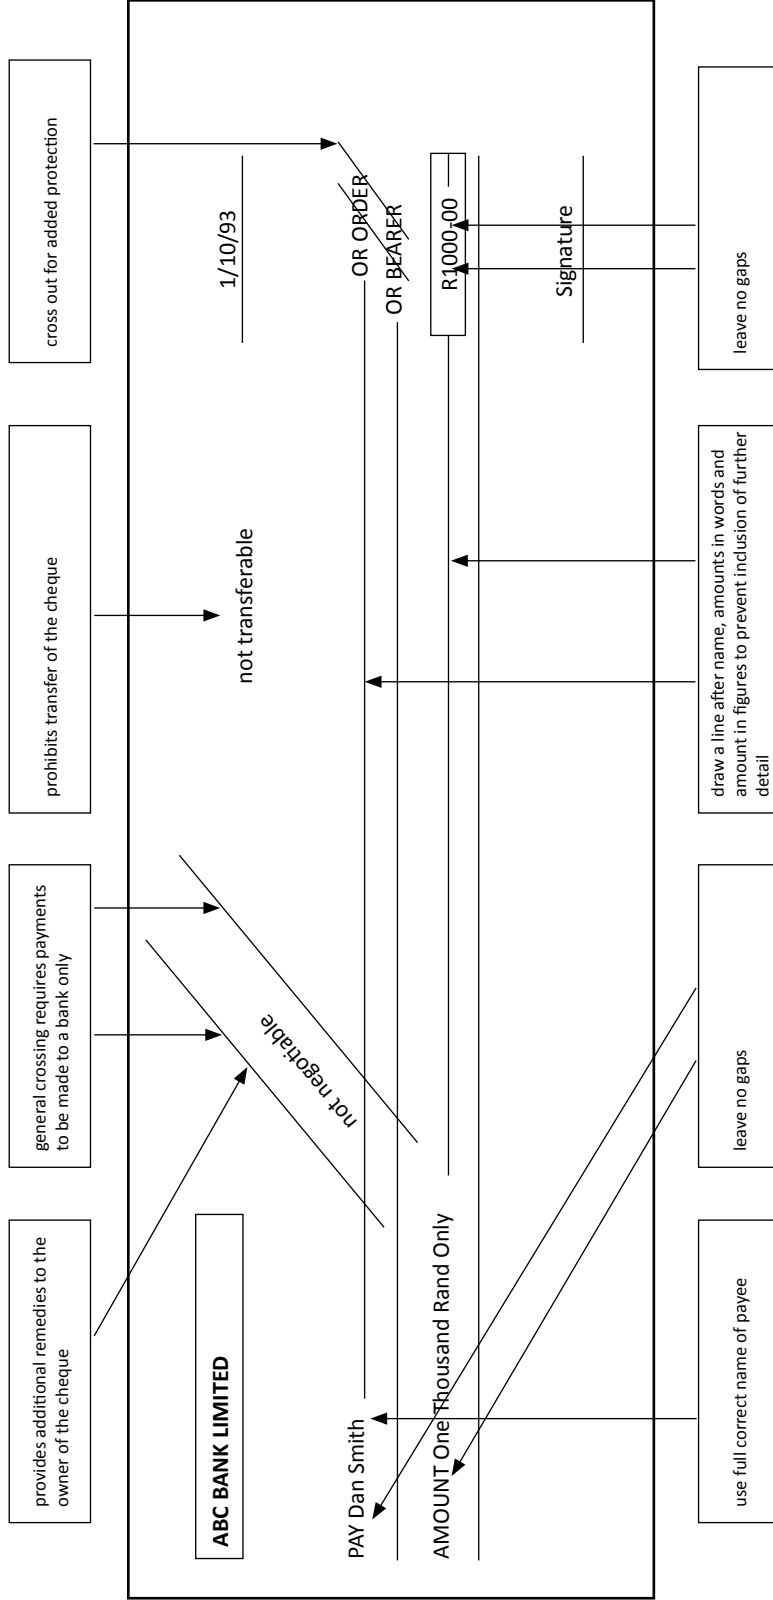 provides additional remedies to the
owner of the cheque
general crossing requires payments
to be made to a bank only
prohibits transfer of the cheque
cross out for added protection
ABC BANK LIMITED
not negotiable
not transferable
1/10/93
PAY Dan Smith
OR ORDER
OR BEARER
AMOUNT One Thousand Rand Only
R1000-00
Signature
use full correct name of payee
leave no gaps
draw a line after name, amounts in words and
amount in figures to prevent inclusion of further
detail
leave no gaps